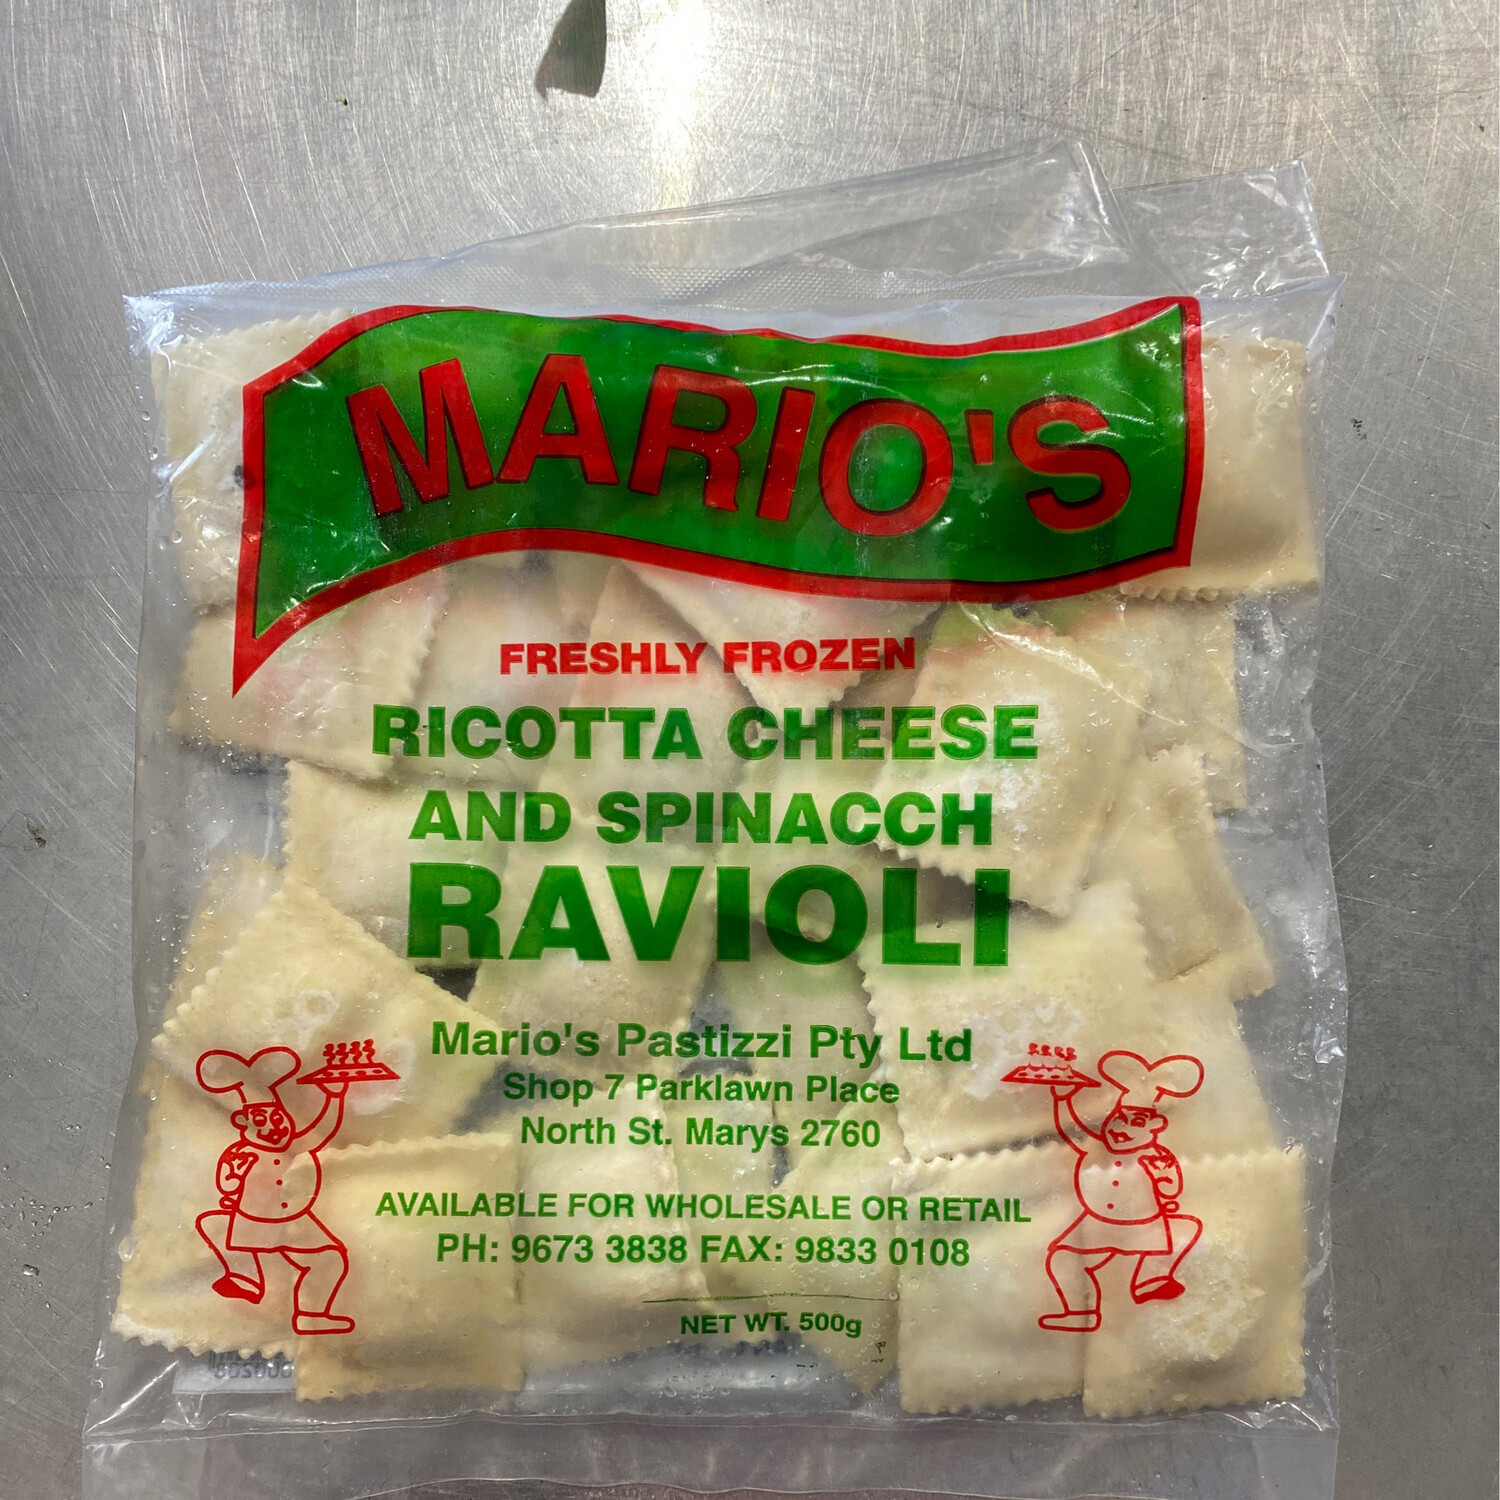 MARIO'S
FRESHLY FROZEN
RICOTTA CHEESE
AND SPINACCH
RAVIOLI
Mario's Pastizzi Pty Ltd
Shop 7 Parklawn Place
North St. Marys 2760
AVAILABLE FOR WHOLESALE OR RETAIL
PH: 9673 3838 FAX: 9833 0108
NET WT. 500g